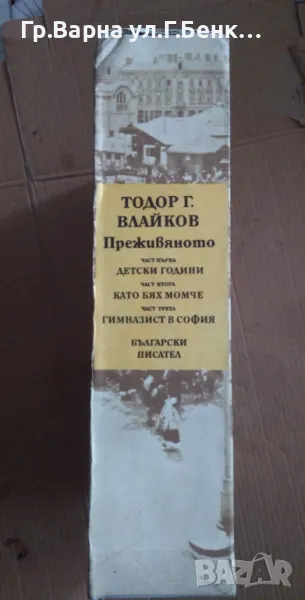 Гр.Варна ул.Г Бенк...
ТОДОР Г.
ВЛАЙКОВ
Преживяното
ЧАСТ ПЪРВА
ДЕТСКИ ГОДИНИ
ЧАСТ ВТОРА
КАТО БЯХ МОМЧЕ
ЧАСТ ТРЕТА
ГИМНАЗИСТ В СОФИЯ
БЪЛГАРСКИ
ПИСАТЕЛ
BAZAR